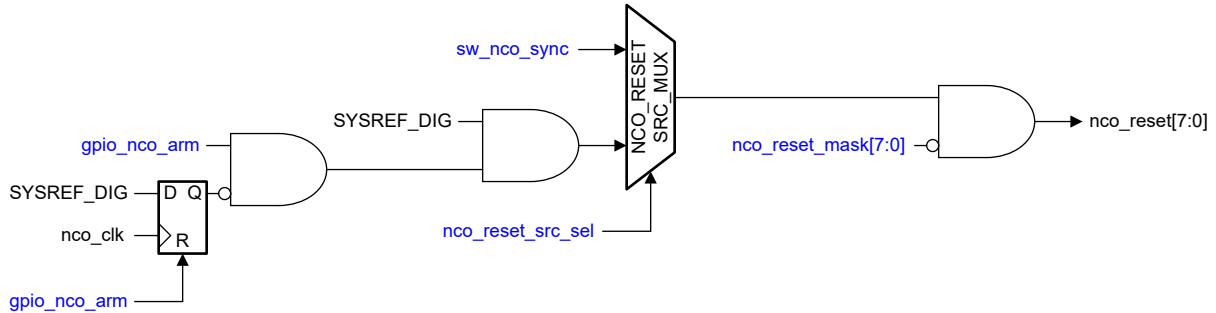 sw_nco_sync
NCO_RESET
SRC_MUX
SYSREF_DIG
gpio_nco_arm
nco_reset[7:0]
nco_reset_mask[7:0]
SYSREF_DIG
D Q
nco_clk
R
nco_reset_src_sel
gpio_nco_arm